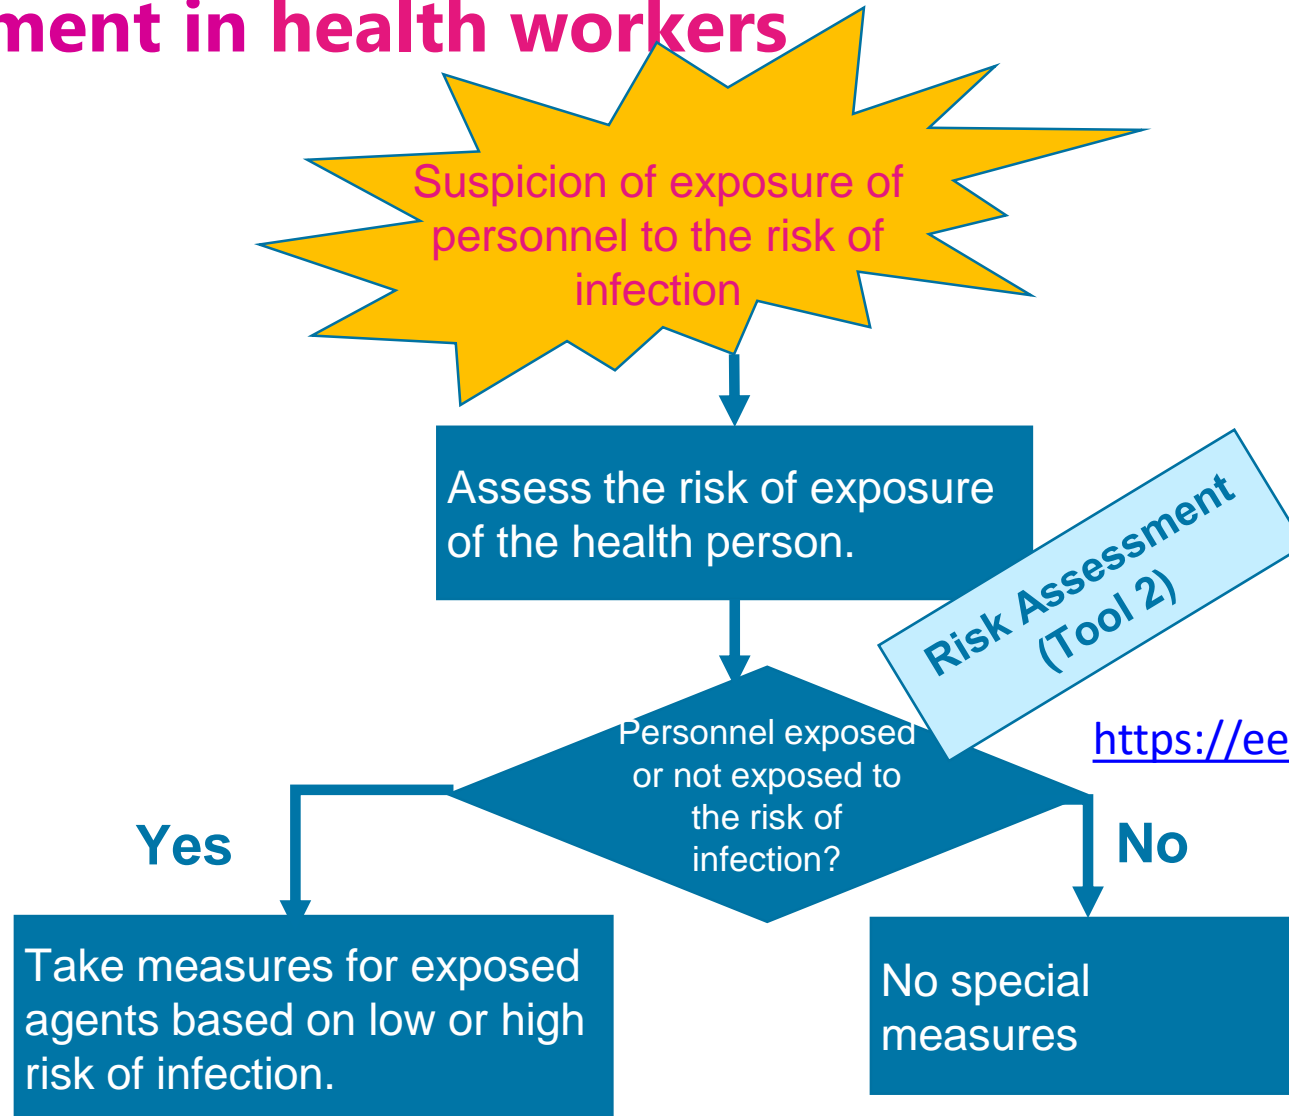 ment in health workers
Suspicion of exposure of
personnel to the risk of
infection
Assess the risk of exposure
of the health person.
Risk Assessment
(Tool 2)
Personnel exposed
or not exposed to
the risk of
infection?
https://ee
Yes
No
Take measures for exposed
agents based on low or high
risk of infection.
No special
measures